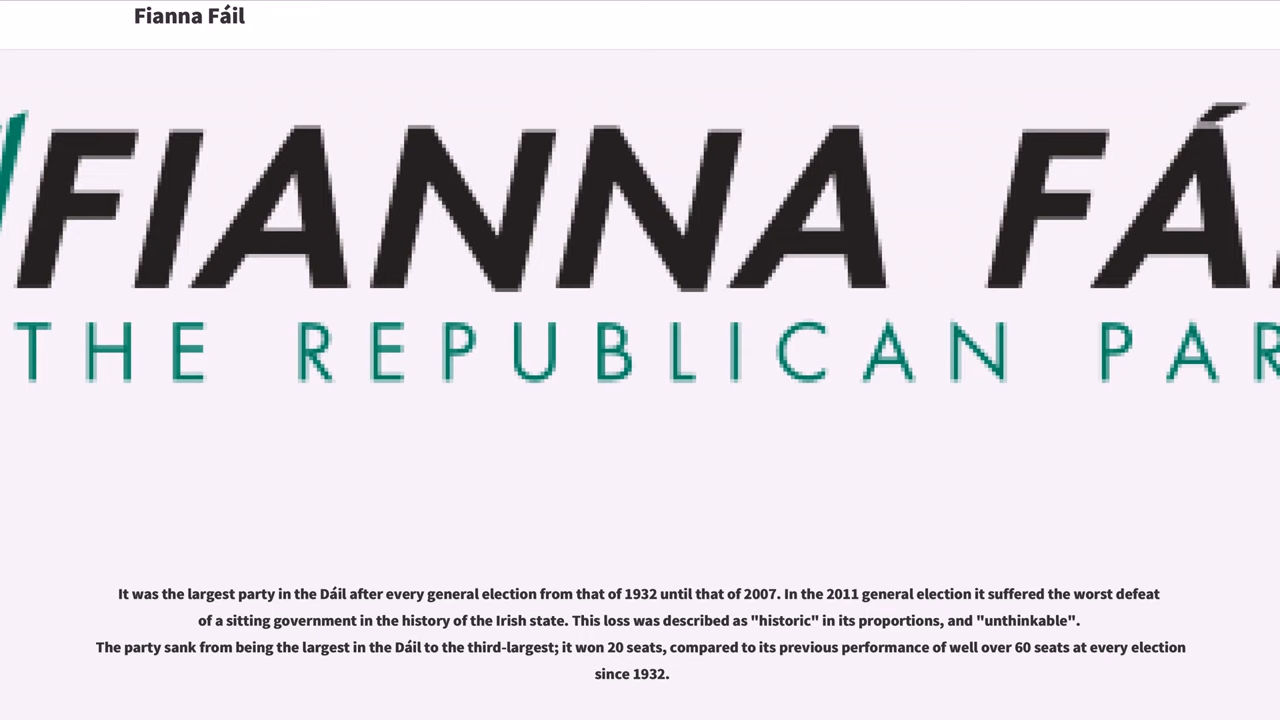 Fianna Fáil
FIANNA FÁ
THE REPUBLICAN PAR
It was the largest party in the Dáil after every general election from that of 1932 until that of 2007. In the 2011 general election it suffered the worst defeat
of a sitting government in the history of the Irish state. This loss was described as "historic" in its proportions, and "unthinkable".
The party sank from being the largest in the Dáil to the third-largest; it won 20 seats, compared to its previous performance of well over 60 seats at every election
since 1932.